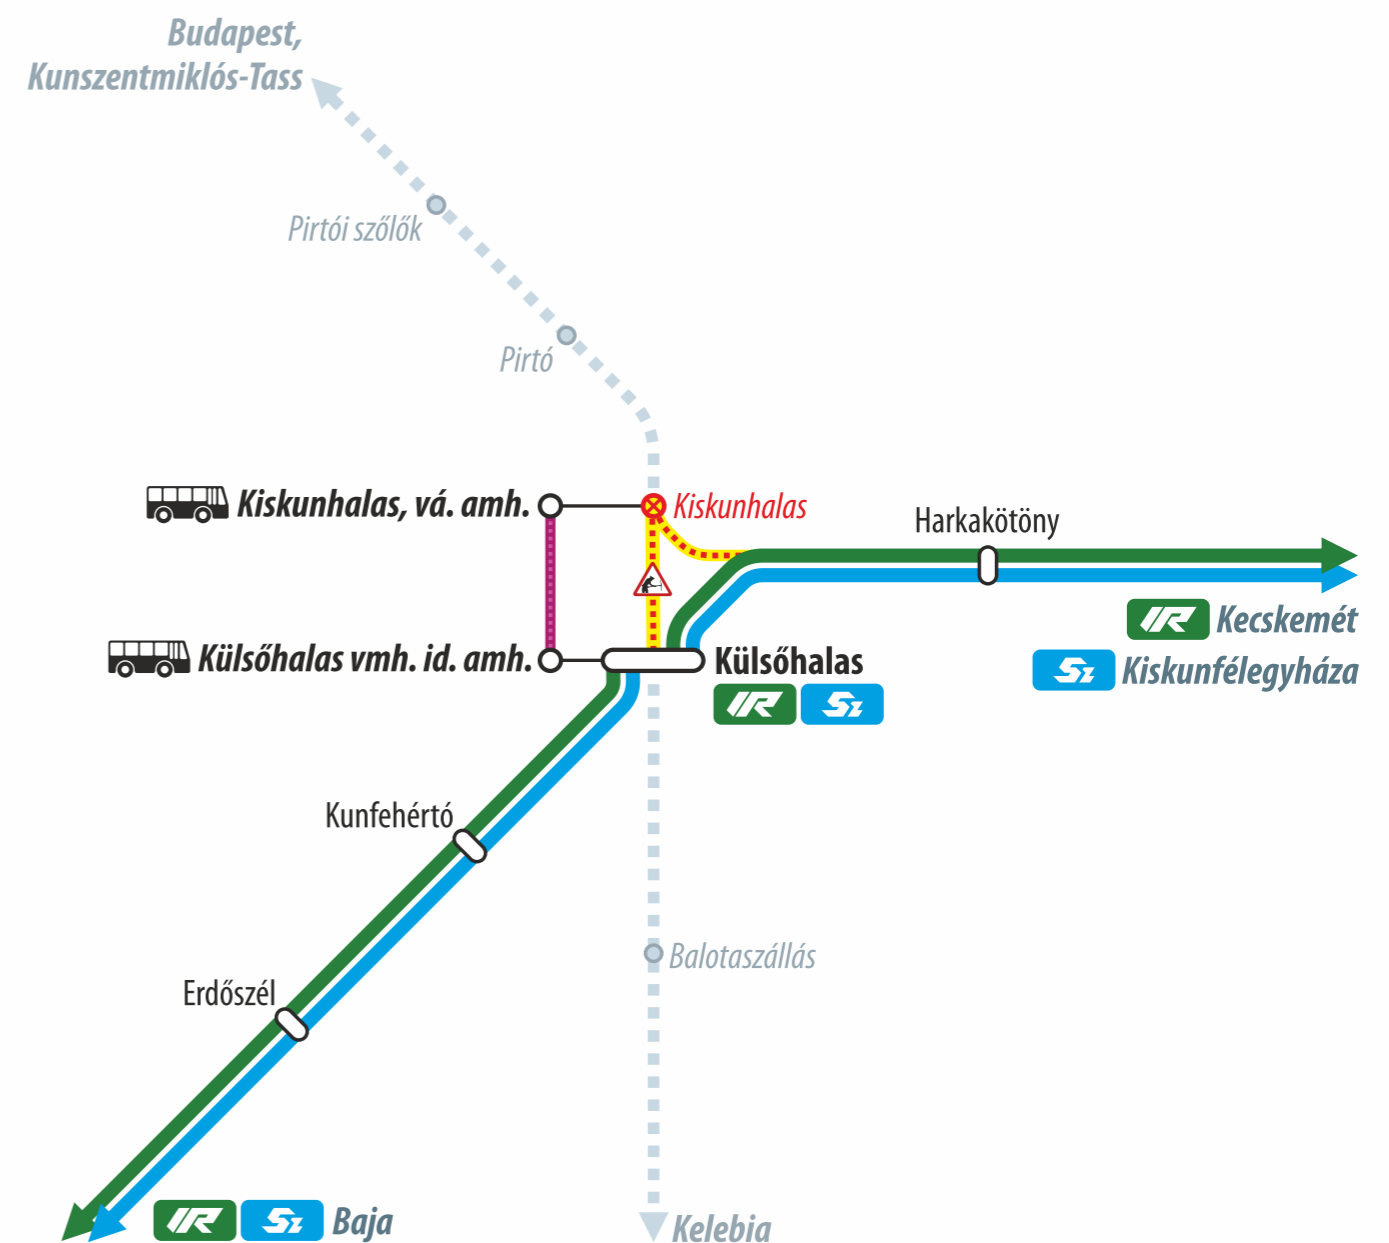 Budapest,
Kunszentmiklós-Tass
Pirtói szőlők
Pirtó
Kiskunhalas, vá. amh.
Kiskunhalas
Harkakötöny
IR Kecskemét
Sz Kiskunfélegyháza
Külsőhalas vmh. id. amh.
Külsőhalas
IR Sz
Kunfehértó
Balotaszállás
Erdőszél
IR Sz Baja
Kelebia